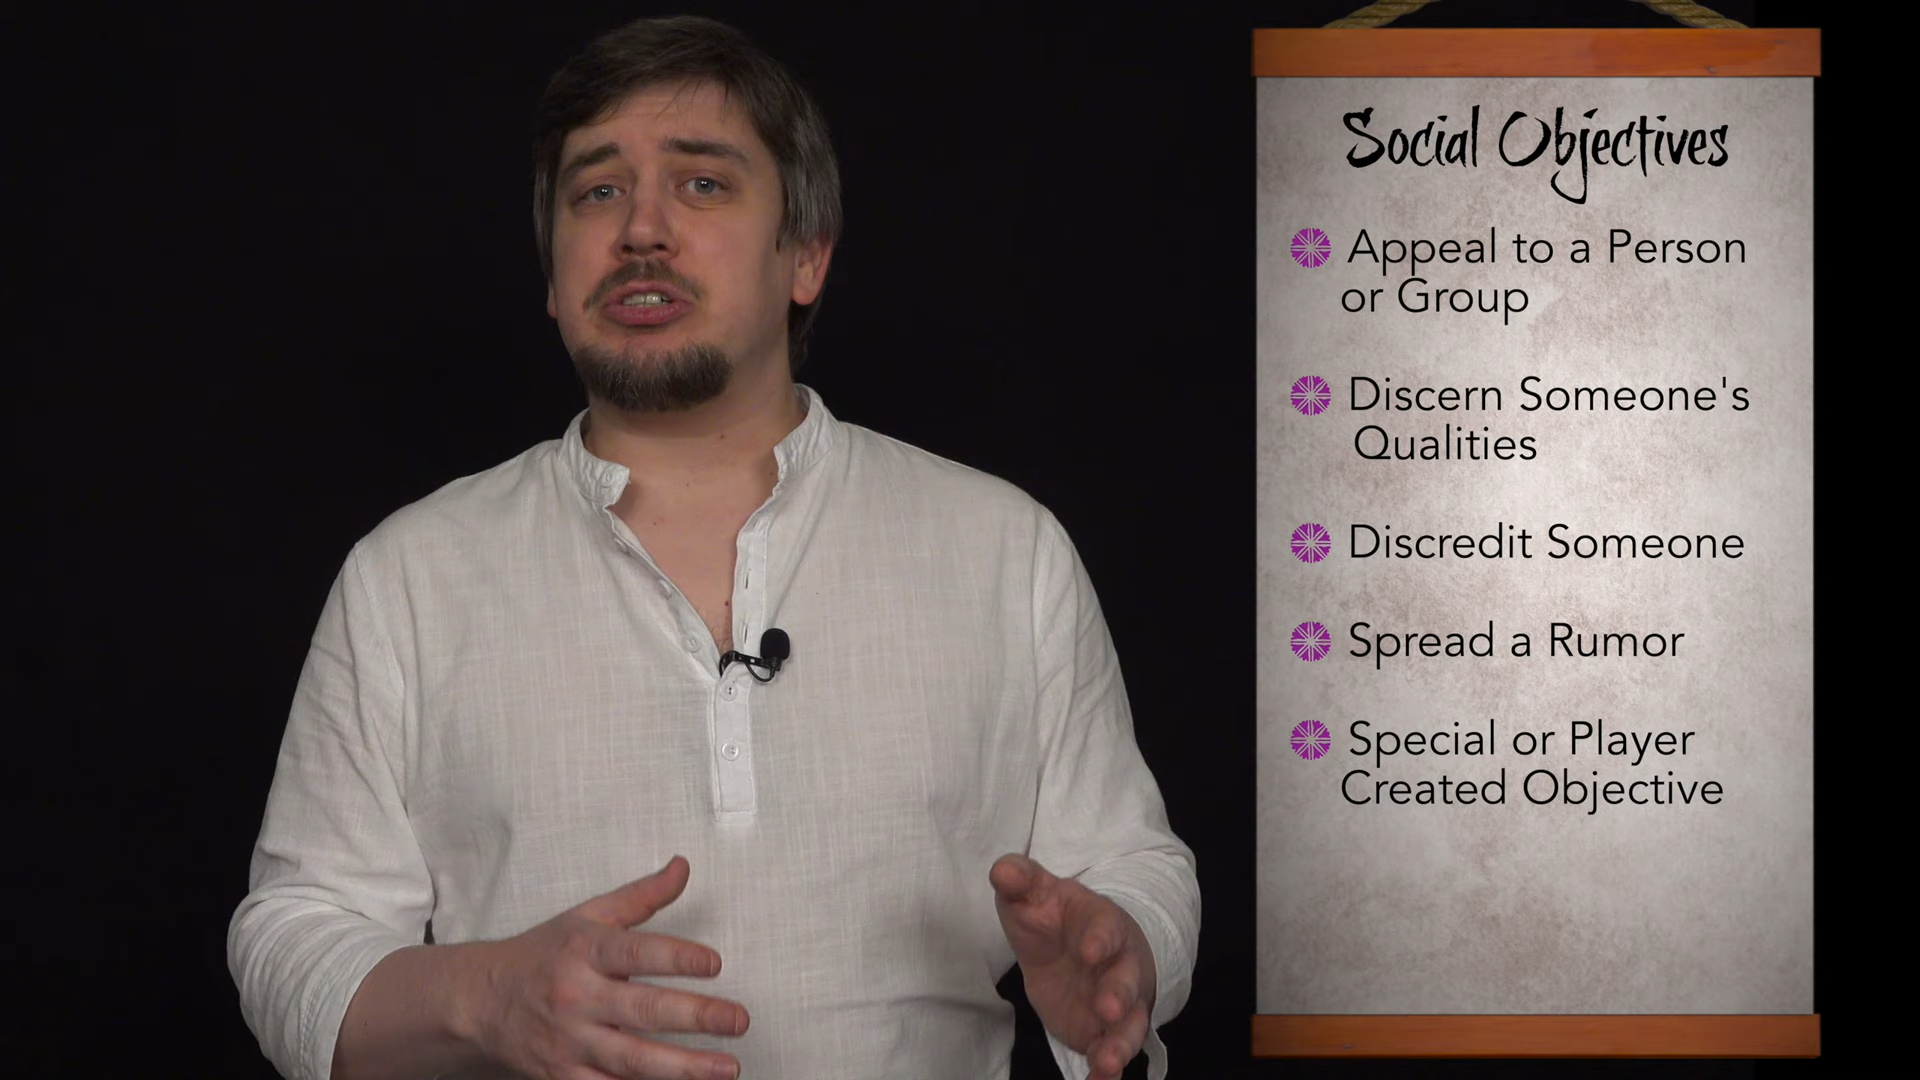 Social Objectives
Appeal to a Person
or Group
Discern Someone's
Qualities
Discredit Someone
Spread a Rumor
Special or Player
Created Objective